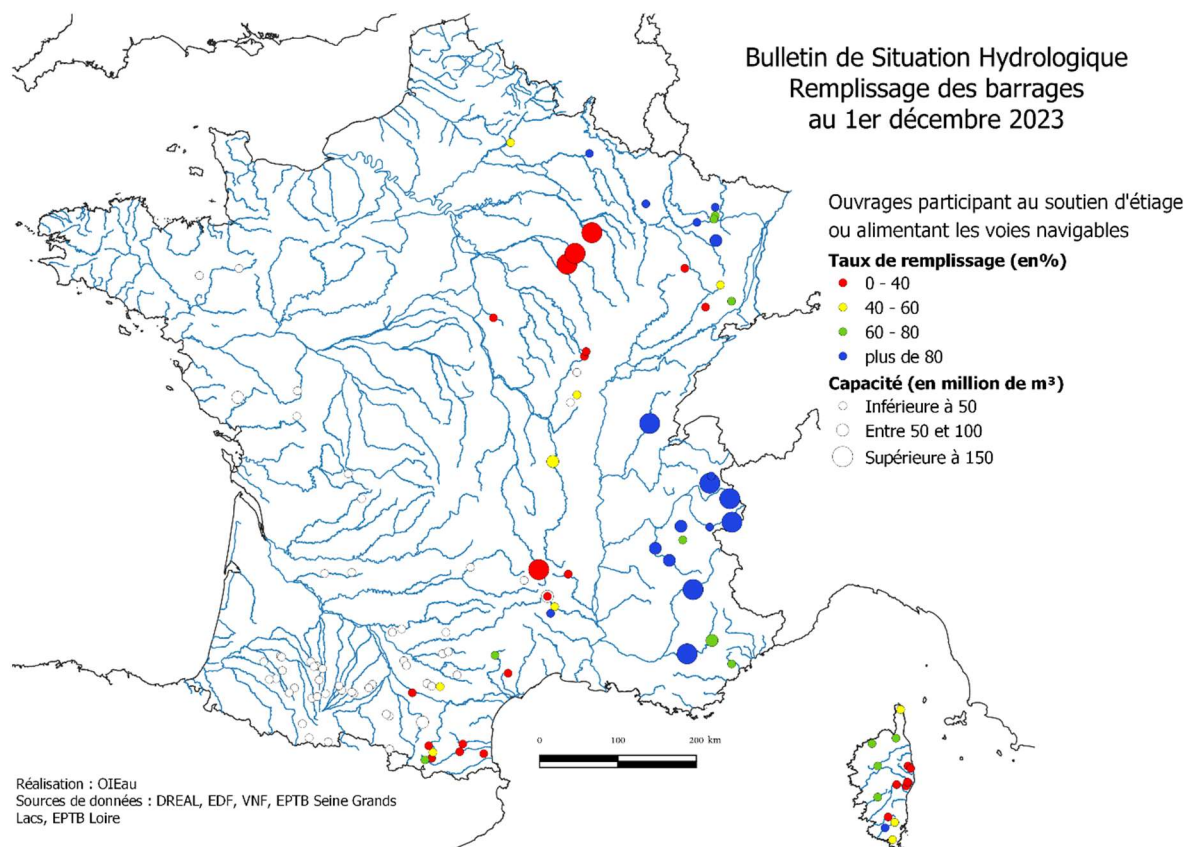 Bulletin de Situation Hydrologique
Remplissage des barrages
au 1er décembre 2023
Ouvrages participant au soutien d'étiage
ou alimentant les voies navigables
Taux de remplissage (en%)
0 - 40
40 - 60
60 - 80
plus de 80
Capacité (en million de m³)
Inférieure à 50
Entre 50 et 100
Supérieure à 150
0 100 200 km
Réalisation : OIEau
Sources de données : DREAL, EDF, VNF, EPTB Seine Grands
Lacs, EPTB Loire